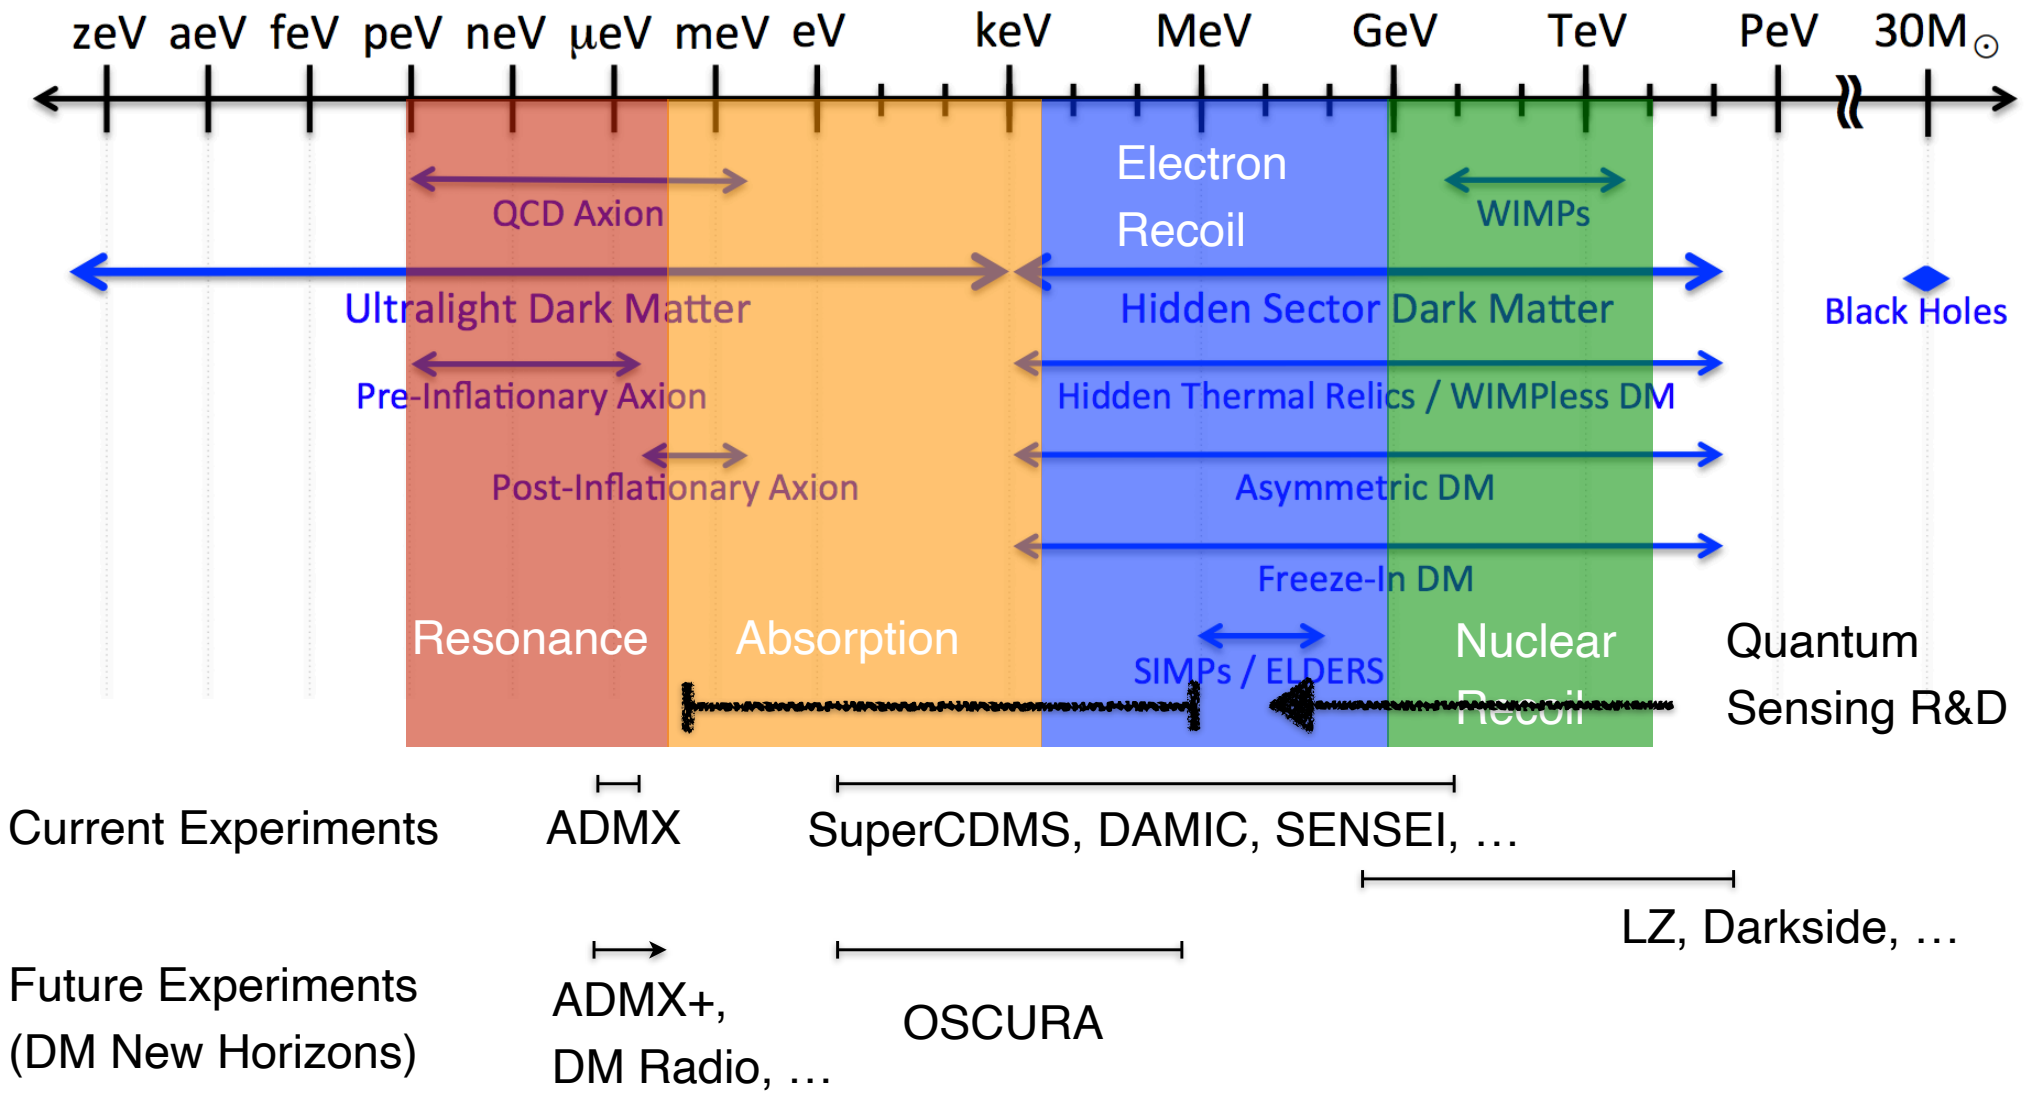 zeV aeV feV peV neV μeV meV eV keV MeV GeV TeV PeV 30M☉
Electron
Recoil
QCD Axion
WIMPs
Ultralight Dark Matter
Hidden Sector Dark Matter
Black Holes
Pre-Inflationary Axion
Hidden Thermal Relics / WIMPless DM
Post-Inflationary Axion
Asymmetric DM
Freeze-In DM
Resonance
Absorption
SIMPs / ELDERS
Nuclear
Recoil
Quantum
Sensing R&D
Current Experiments
ADMX
SuperCDMS, DAMIC, SENSEI, …
LZ, Darkside, …
Future Experiments
(DM New Horizons)
ADMX+,
DM Radio, …
OSCURA